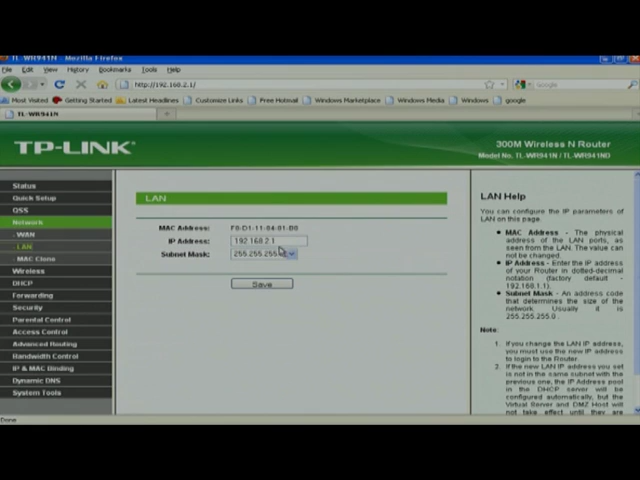 TL-WR941N - Mozilla Firefox
File Edit View History Bookmarks Tools Help
http://192.168.2.1/
Google
Most Visited Getting Started Latest Headlines Customize Links Free Hotmail Windows Marketplace Windows Media Windows google
TL-WR941N
TP-LINK
300M Wireless N Router
Model No. TL-WR941N / TL-WR941ND
Status
Quick Setup
QSS
Network
- WAN
- LAN
- MAC Clone
Wireless
DHCP
Forwarding
Security
Parental Control
Access Control
Advanced Routing
Bandwidth Control
IP & MAC Binding
Dynamic DNS
System Tools
LAN
MAC Address:
IP Address: 192.168.2.1
Subnet Mask: 255.255.255.0
Save
LAN Help
You can configure the IP parameters of
LAN on this page.
MAC Address - The physical
address of the LAN ports, as
seen from the LAN. The value can
not be changed.
IP Address - Enter the IP address
of your Router in dotted-decimal
notation (factory default -
192.168.1.1).
Subnet Mask - An address code
that determines the size of the
network. Usually it is
255.255.255.0 .
Note:
1. If you change the LAN IP address,
you must use the new IP address
to login to the Router.
2. If the new LAN IP address you set
is not in the same subnet with the
previous one, the IP Address pool
in the DHCP server will be
configured automatically, but the
Virtual Server and DMZ Host will
not take effect until they are
Done